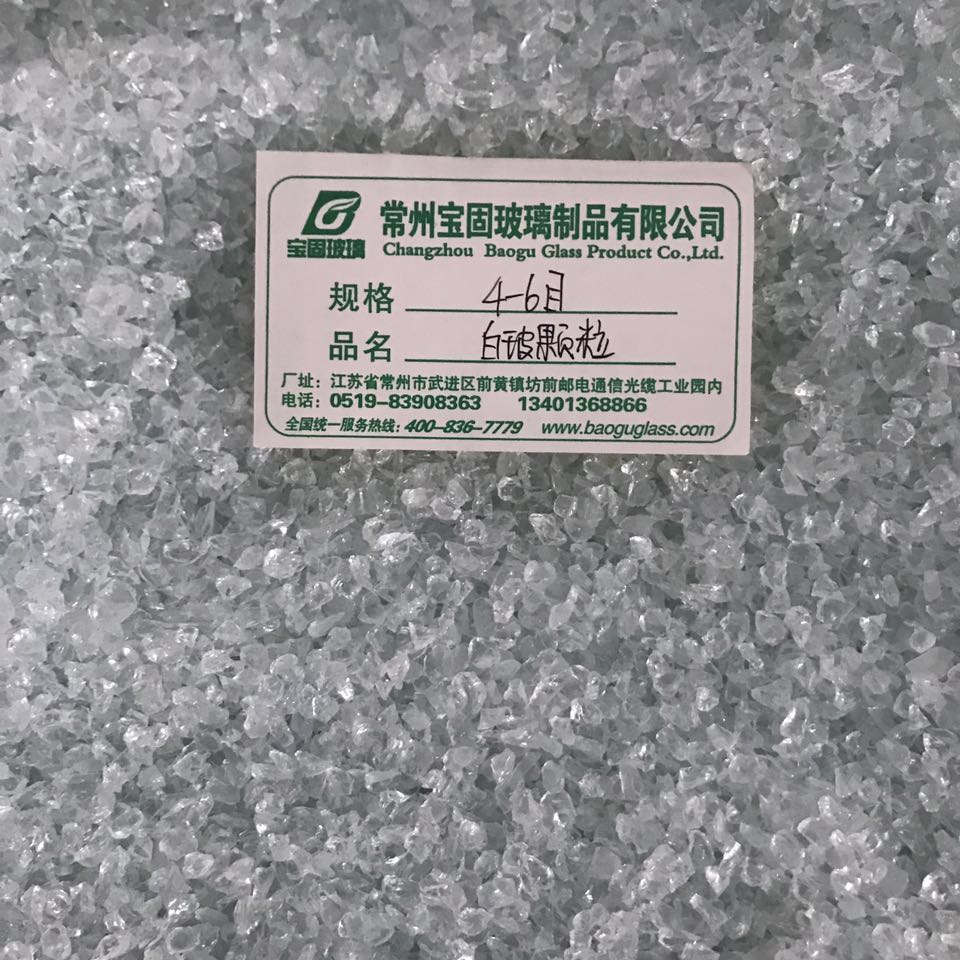 常州宝固玻璃制品有限公司
宝固玻璃
Changzhou Baogu Glass Product Co.,Ltd.
规格 4-6目
品名 白玻颗粒
厂址：江苏省常州市武进区前黄镇坊前邮电通信光缆工业园内
电话：0519-83908363 13401368866
全国统一服务热线：400-836-7779 www.baoguglass.com